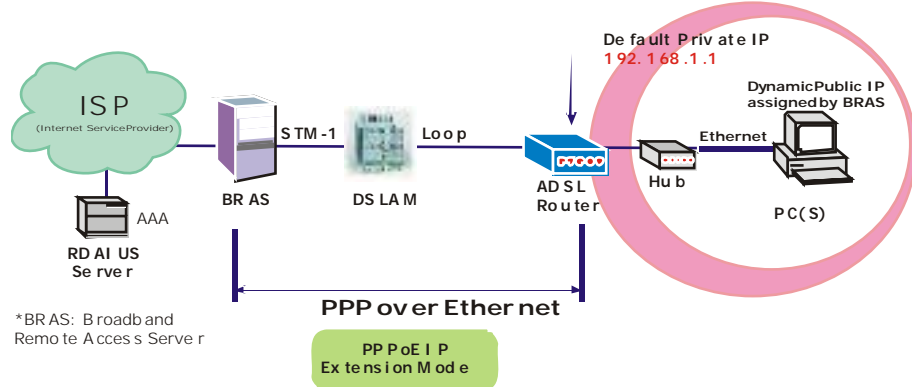 ISP
(Internet ServiceProvider)
AAA
RDAIUS
Server
*BRAS: Broadband
Remote Access Server
BRAS
STM-1
DSLAM
Loop
Default Private IP
192.168.1.1
ADSL
Router
Hub
Ethernet
DynamicPublic IP
assigned by BRAS
PC(S)
PPP over Ethernet
PPPoE IP
Extension Mode